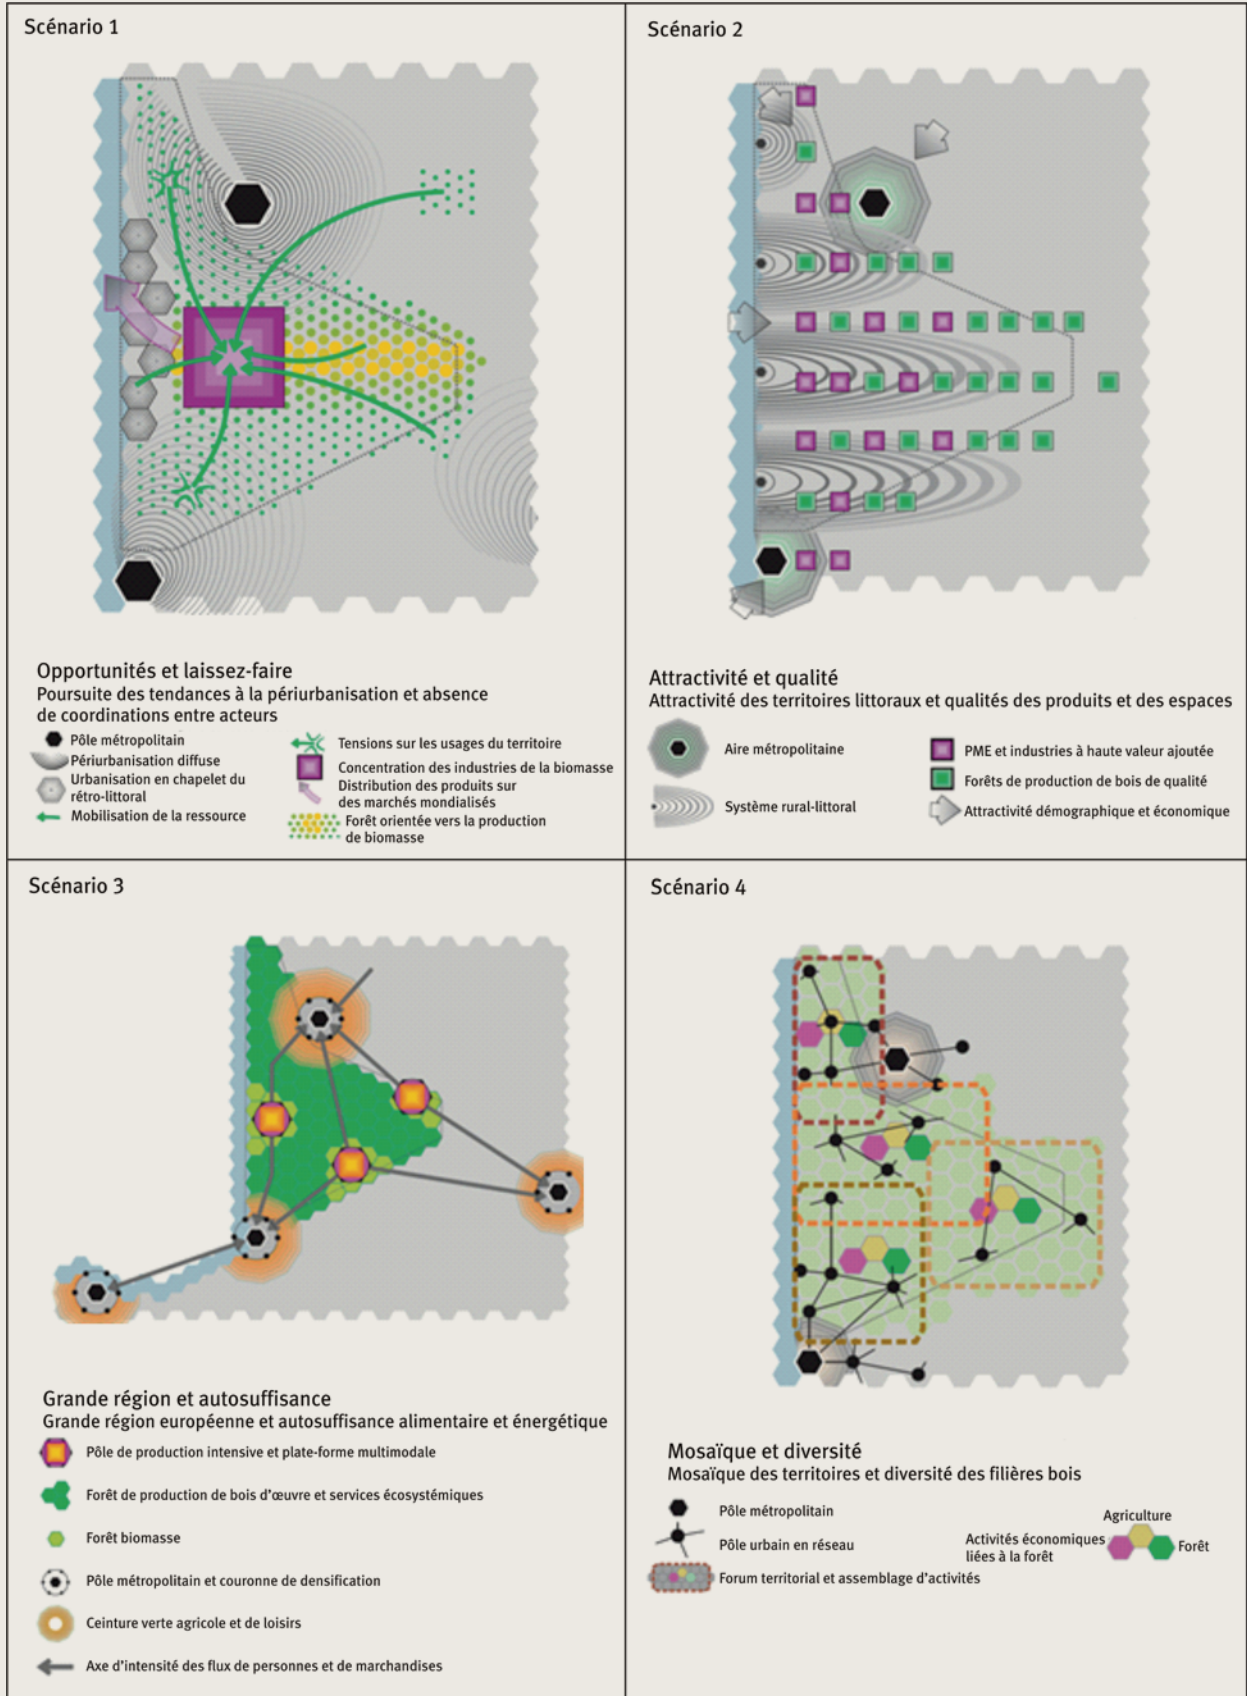 Scénario 1
Opportunités et laissez-faire
Poursuite des tendances à la périurbanisation et absence
de coordinations entre acteurs
Pôle métropolitain
Périurbanisation diffuse
Urbanisation en chapelet du
rétro-littoral
Mobilisation de la ressource
Tensions sur les usages du territoire
Concentration des industries de la biomasse
Distribution des produits sur
des marchés mondialisés
Forêt orientée vers la production
de biomasse
Scénario 2
Attractivité et qualité
Attractivité des territoires littoraux et qualités des produits et des espaces
Aire métropolitaine
Système rural-littoral
PME et industries à haute valeur ajoutée
Forêts de production de bois de qualité
Attractivité démographique et économique
Scénario 3
Grande région et autosuffisance
Grande région européenne et autosuffisance alimentaire et énergétique
Pôle de production intensive et plate-forme multimodale
Forêt de production de bois d'œuvre et services écosystémiques
Forêt biomasse
Pôle métropolitain et couronne de densification
Ceinture verte agricole et de loisirs
Axe d'intensité des flux de personnes et de marchandises
Scénario 4
Mosaïque et diversité
Mosaïque des territoires et diversité des filières bois
Pôle métropolitain
Pôle urbain en réseau
Forum territorial et assemblage d'activités
Agriculture
Activités économiques
liées à la forêt
Forêt